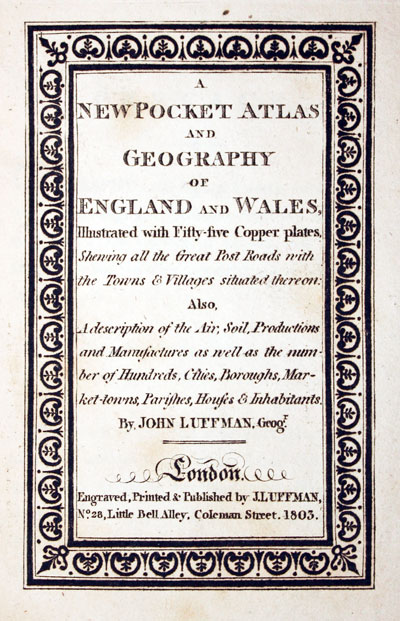 A
NEW POCKET ATLAS
AND
GEOGRAPHY
OF
ENGLAND AND WALES,
Illustrated with Fifty-five Copper plates,
Shewing all the Great Post Roads with
the Towns & Villages situated thereon:
Also,
A description of the Air, Soil, Productions
and Manufactures as well as the num-
ber of Hundreds, Cities, Boroughs, Mar-
ket-towns, Pariſhes, Houſes & Inhabitants.
By, JOHN LUFFMAN, Geogr.
London.
Engraved, Printed & Published by J. LUFFMAN,
No. 28, Little Bell Alley, Coleman Street. 1803.